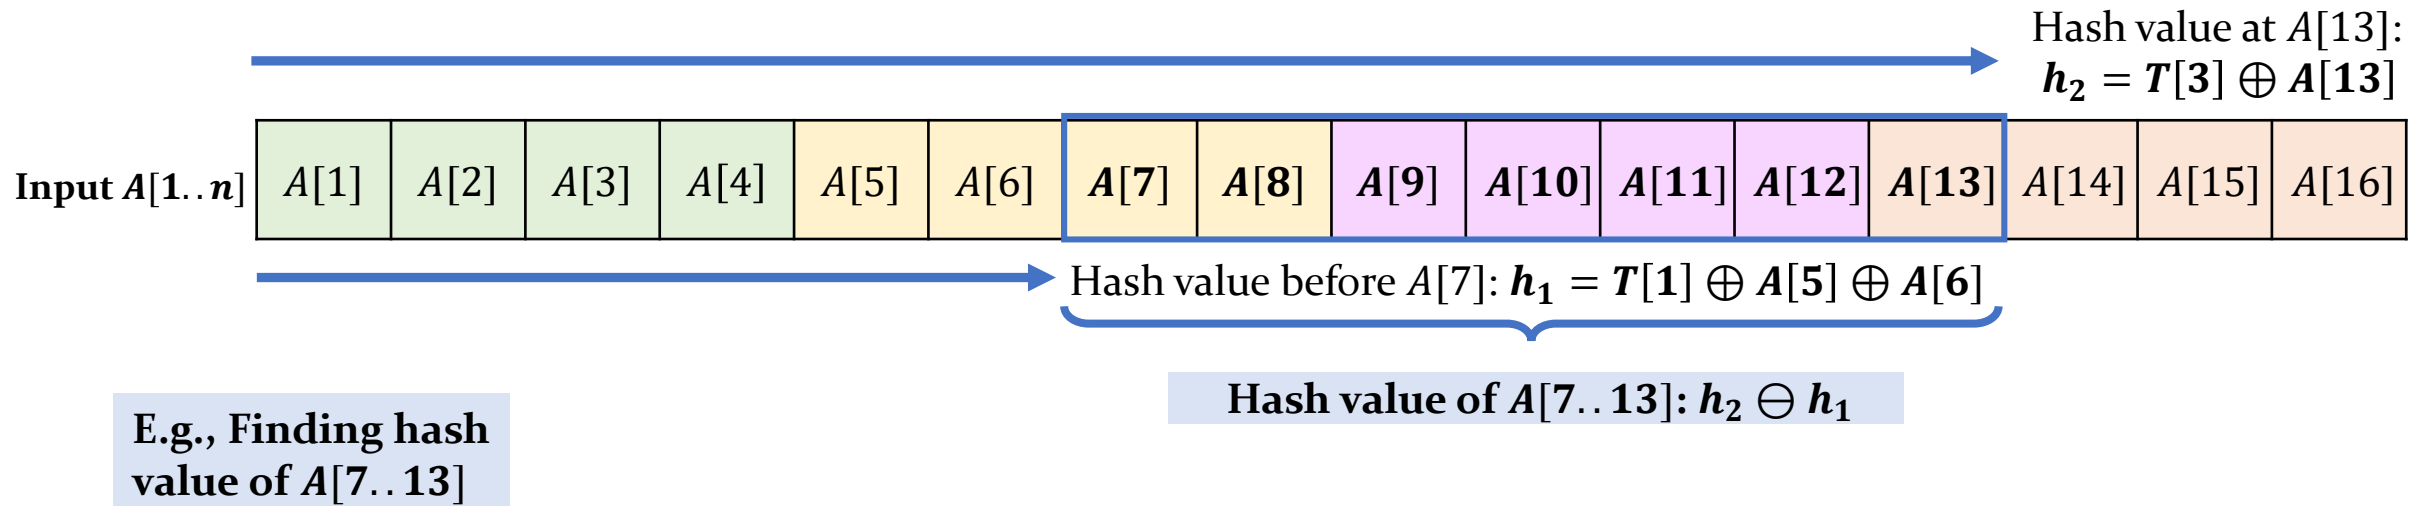 Hash value at A[13]:
h₂ = T[3] ⊕ A[13]
Input A[1..n] A[1] A[2] A[3] A[4] A[5] A[6] A[7] A[8] A[9] A[10] A[11] A[12] A[13] A[14] A[15] A[16]
Hash value before A[7]: h₁ = T[1] ⊕ A[5] ⊕ A[6]
Hash value of A[7..13]: h₂ ⊖ h₁
E.g., Finding hash
value of A[7..13]